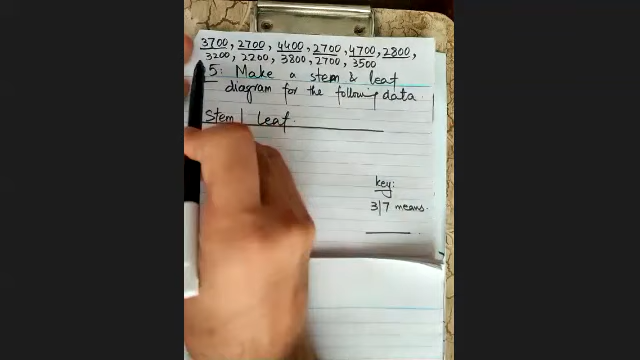 3700, 2700, 4400, 2700, 4700, 2800,
3200, 2200, 3800, 2700, 3500
5: Make a stem & leaf
diagram for the following data.
Stem | Leaf.
key:
3|7 means.